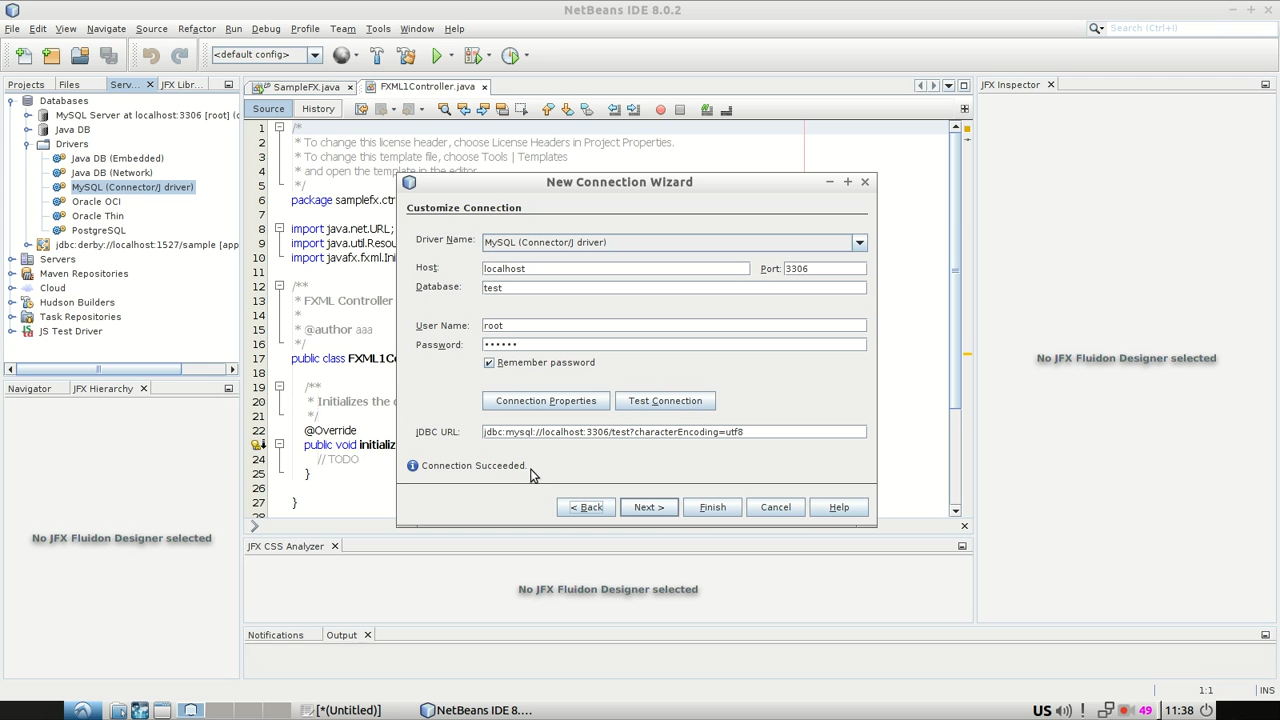 NetBeans IDE 8.0.2
File Edit View Navigate Source Refactor Run Debug Profile Team Tools Window Help
Search (Ctrl+I)
<default config>
Projects Files Serv... JFX Libr...
SampleFX.java FXML1Controller.java
JFX Inspector
Source History
Databases
MySQL Server at localhost:3306 [root] (
Java DB
Drivers
Java DB (Embedded)
Java DB (Network)
MySQL (Connector/J driver)
Oracle OCI
Oracle Thin
PostgreSQL
jdbc:derby://localhost:1527/sample [app
Servers
Maven Repositories
Cloud
Hudson Builders
Task Repositories
JS Test Driver
1 /*
2 * To change this license header, choose License Headers in Project Properties.
3 * To change this template file, choose Tools | Templates
4 * and open the template in the editor.
5 */
6 package samplefx.ctr
7
8 import java.net.URL;
9 import java.util.Resou
10 import javafx.fxml.Ini
11
12 /**
13 * FXML Controller
14 *
15 * @author aaa
16 */
17 public class FXML1Co
18
19 /**
20 * Initializes the c
21 */
22 @Override
23 public void initializ
24 // TODO
25 }
26
27 }
New Connection Wizard
Customize Connection
Driver Name: MySQL (Connector/J driver)
Host: localhost Port: 3306
Database: test
User Name: root
Password: ••••••
Remember password
Connection Properties Test Connection
JDBC URL: jdbc:mysql://localhost:3306/test?characterEncoding=utf8
Connection Succeeded.
< Back Next > Finish Cancel Help
No JFX Fluidon Designer selected
Navigator JFX Hierarchy
No JFX Fluidon Designer selected
JFX CSS Analyzer
No JFX Fluidon Designer selected
Notifications Output
1:1 INS
[*(Untitled)] NetBeans IDE 8....
US 49 11:38